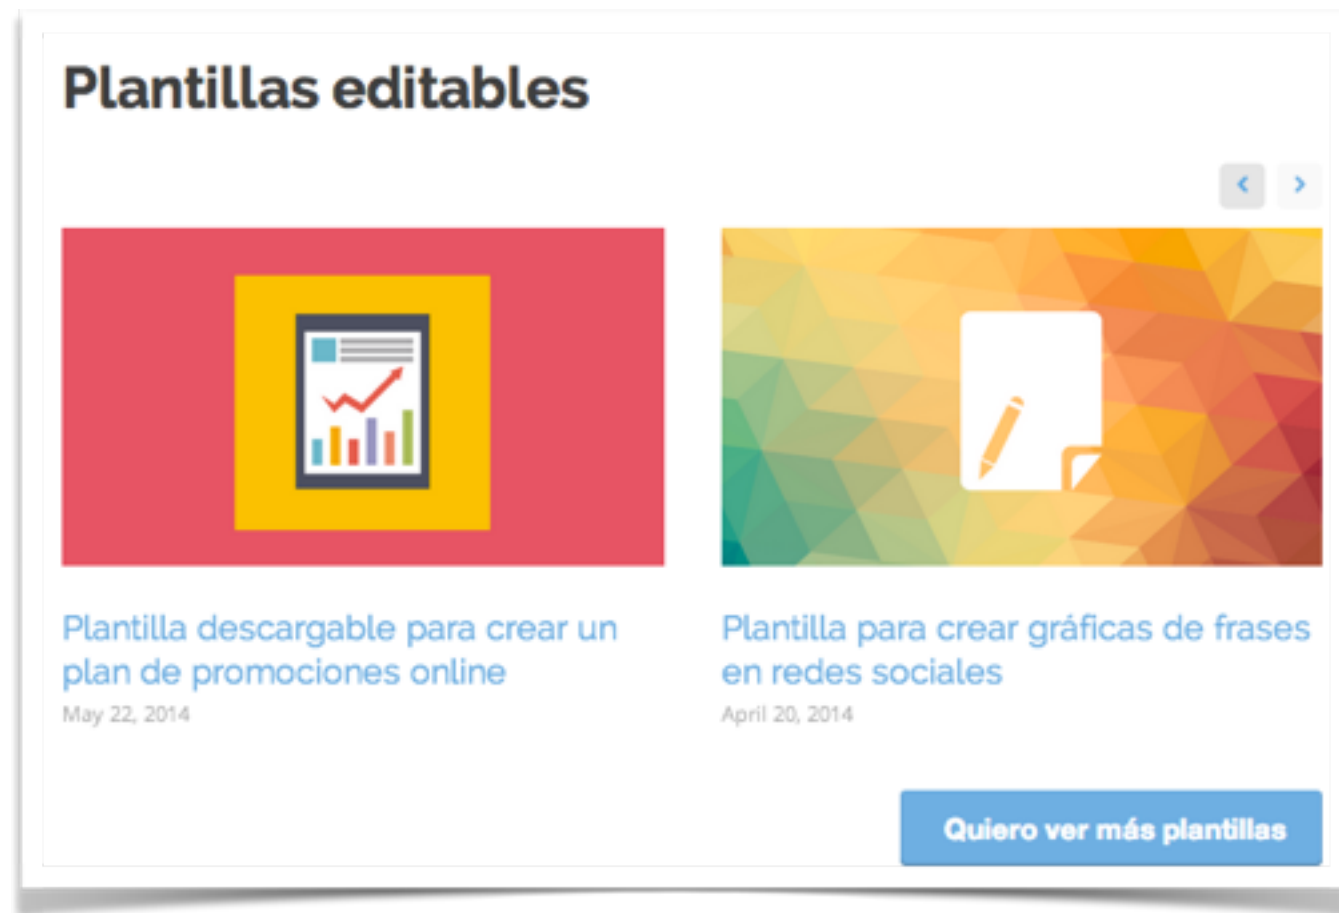 Plantillas editables
Plantilla descargable para crear un
plan de promociones online
May 22, 2014
Plantilla para crear gráficas de frases
en redes sociales
April 20, 2014
Quiero ver más plantillas